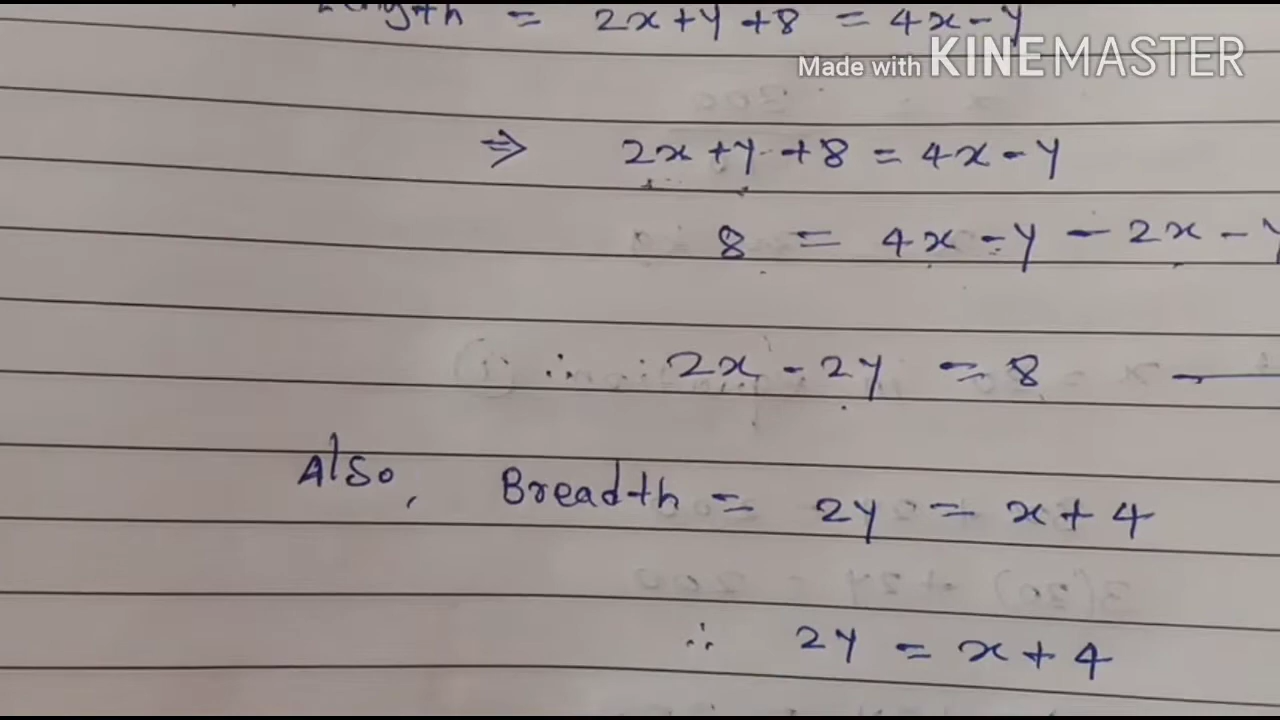 Length = 2x+y+8 = 4x-y
Made with KINEMASTER
⇒ 2x+y+8 = 4x-y
8 = 4x-y-2x-y
∴ 2x-2y = 8
Also, Breadth = 2y = x+4
∴ 2y = x+4